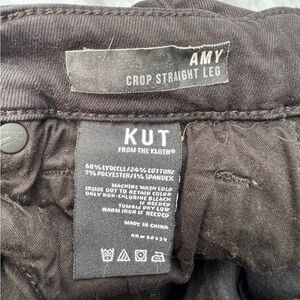 AMY
CROP STRAIGHT LEG
KUT
FROM THE KLOTH®
68% LYOCELL/24% COTTON
7% POLYESTER/1% SPANDEX
MACHINE WASH COLD
INSIDE OUT TO RETAIN COLOR
ONLY NON-CHLORINE BLEACH
IF NEEDED
TUMBLE DRY LOW
WARM IRON IF NEEDED
MADE IN CHINA